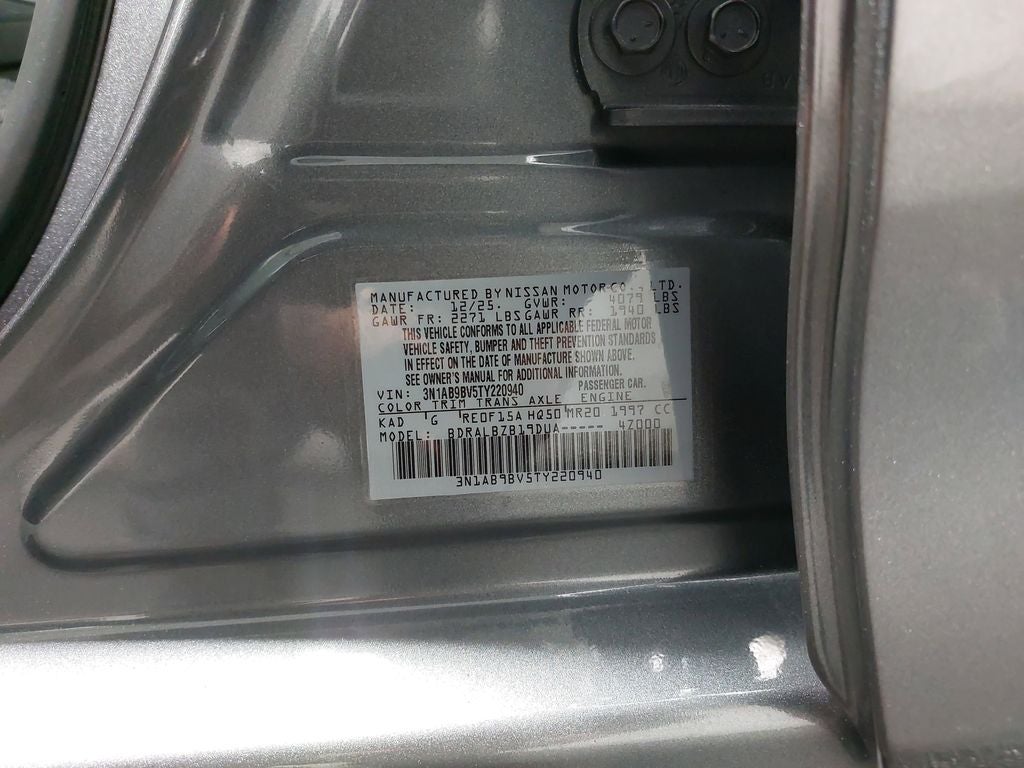 MANUFACTURED BY NISSAN MOTOR CO., LTD.
DATE: 12/25. GVWR: 4079 LBS
GAWR FR: 2271 LBS GAWR RR: 1940 LBS
THIS VEHICLE CONFORMS TO ALL APPLICABLE FEDERAL MOTOR
VEHICLE SAFETY, BUMPER AND THEFT PREVENTION STANDARDS
IN EFFECT ON THE DATE OF MANUFACTURE SHOWN ABOVE.
SEE OWNER'S MANUAL FOR ADDITIONAL INFORMATION.
VIN: 3N1AB9BV5TY220940 PASSENGER CAR.
COLOR TRIM TRANS AXLE ENGINE
KAD G RE0F15A HQ50 MR20 1997 CC
MODEL: BDRALBZB19DUA----- 4Z000
3N1AB9BV5TY220940